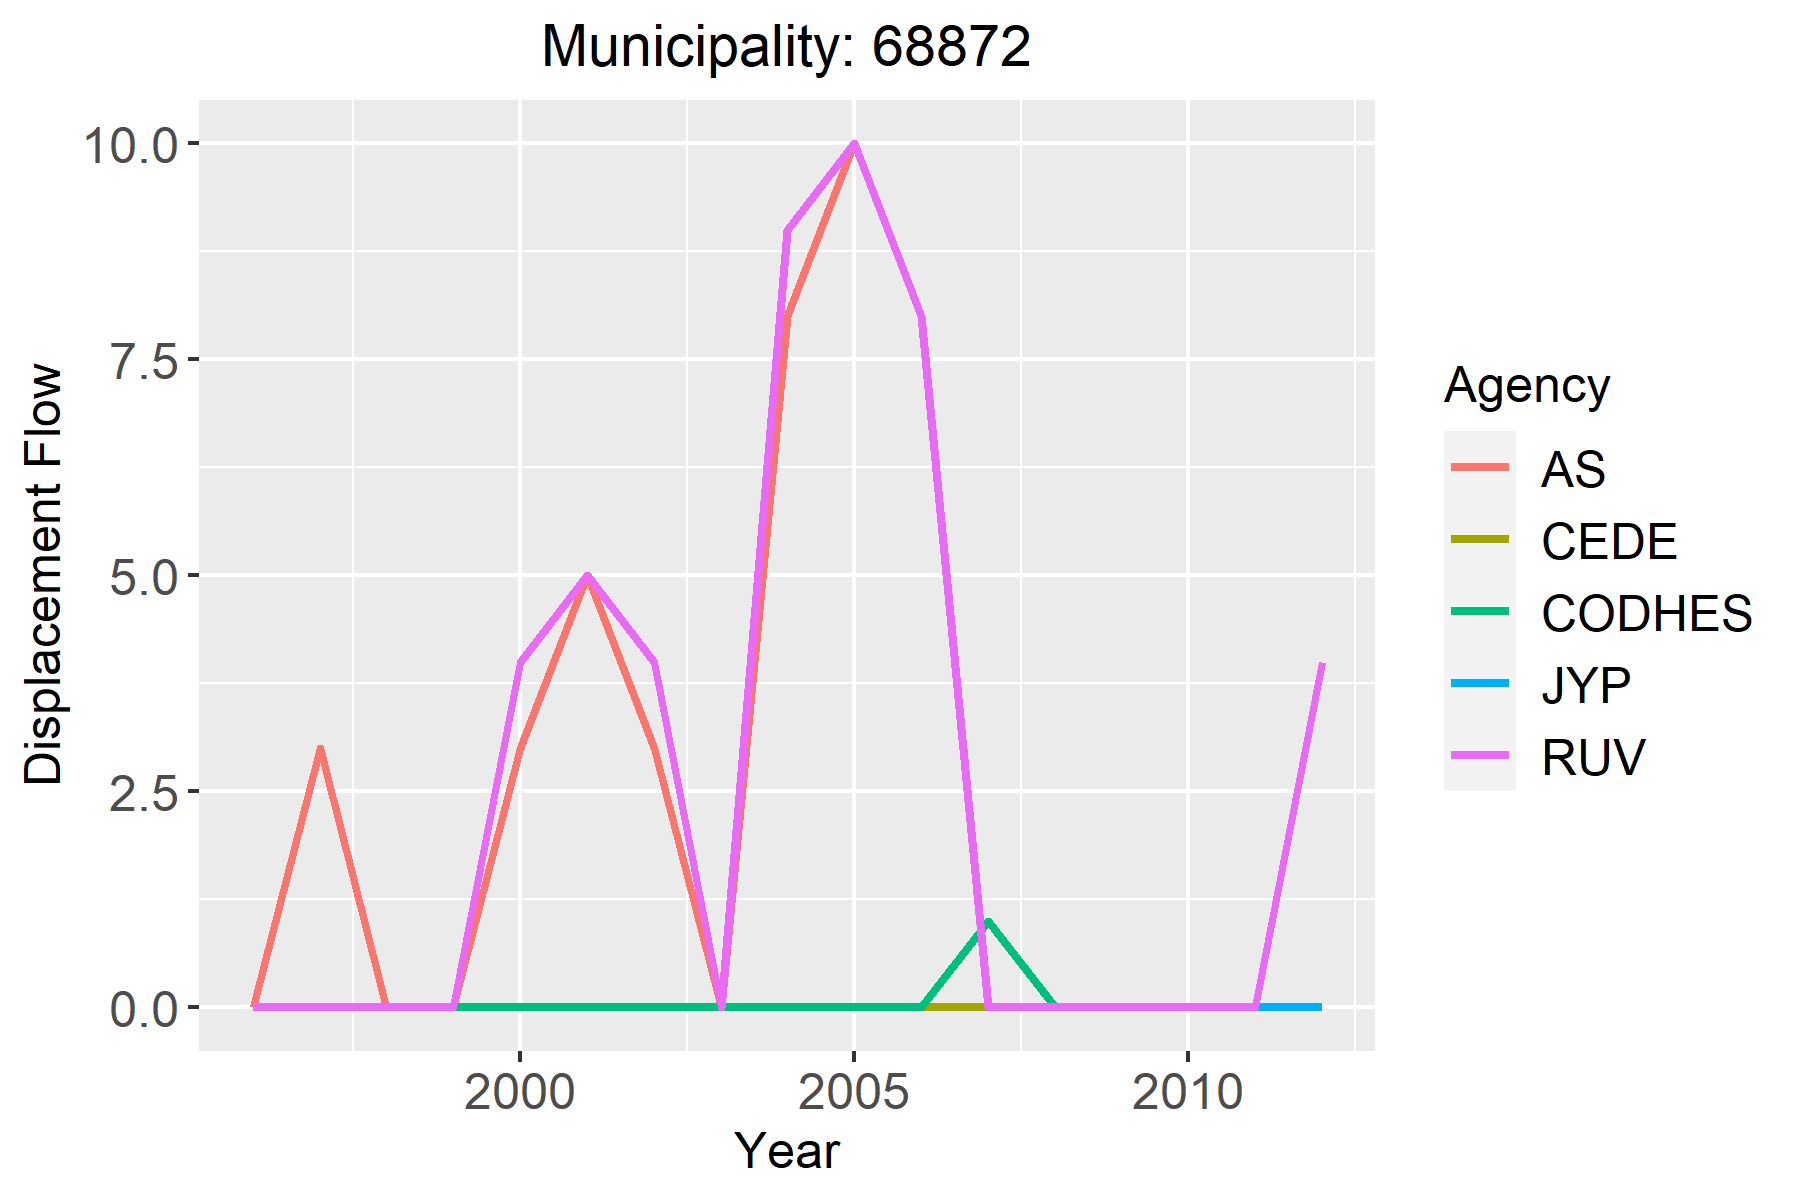 Municipality: 68872
Displacement Flow
10.0
7.5
5.0
2.5
0.0
2000
2005
2010
Year
Agency
AS
CEDE
CODHES
JYP
RUV